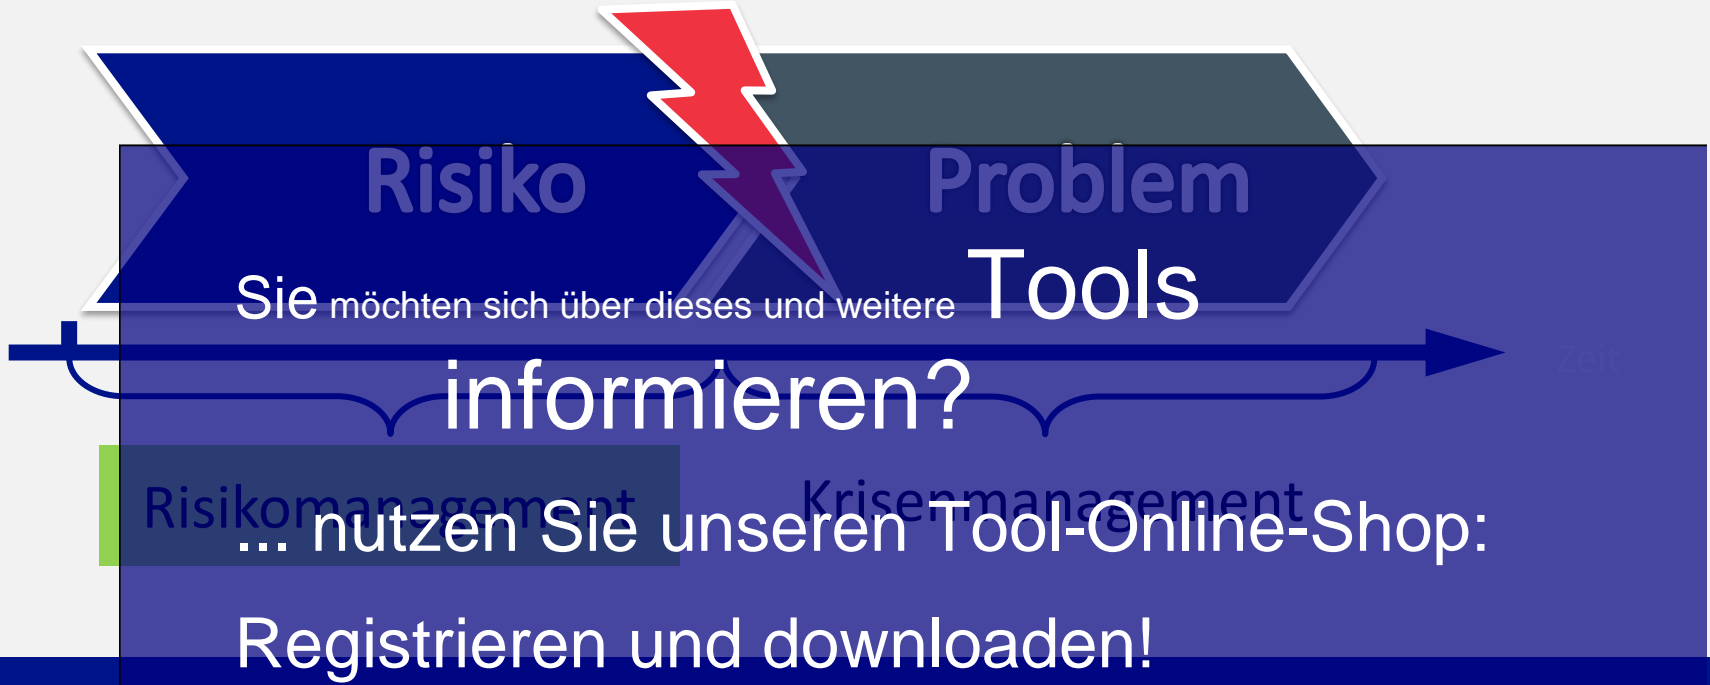 Risiko
Problem
Sie möchten sich über dieses und weitere Tools
informieren?
Zeit
Risikomanagement
Krisenmanagement
... nutzen Sie unseren Tool-Online-Shop:
Registrieren und downloaden!